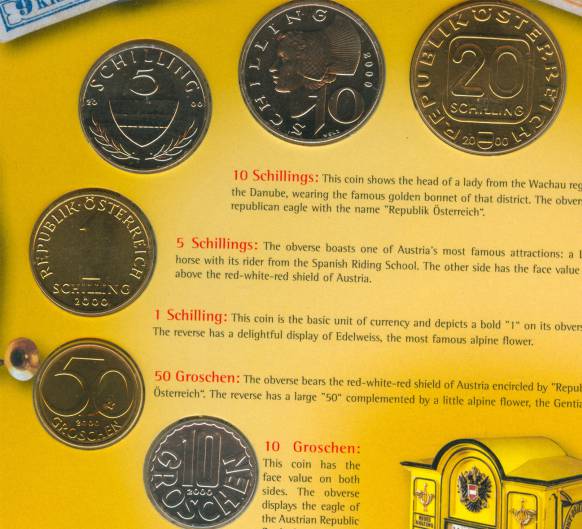 SCHILLING
5
20 00
SCHILLING
2000
10
REPUBLIK ÖSTERREICH
20
SCHILLING
20 00
10 Schillings: This coin shows the head of a lady from the Wachau reg
the Danube, wearing the famous golden bonnet of that district. The obver
republican eagle with the name "Republik Österreich".
REPUBLIK·ÖSTERREICH
1
SCHILLING
2000
5 Schillings: The obverse boasts one of Austria's most famous attractions: a l
horse with its rider from the Spanish Riding School. The other side has the face value
above the red-white-red shield of Austria.
1 Schilling: This coin is the basic unit of currency and depicts a bold "1" on its obvers
The reverse has a delightful display of Edelweiss, the most famous alpine flower.
50
2000
GROSCHEN
50 Groschen: The obverse bears the red-white-red shield of Austria encircled by "Republ
Österreich". The reverse has a large "50" complemented by a little alpine flower, the Gentia
10
2000
GROSCHEN
10 Groschen:
This coin has the
face value on both
sides. The obverse
displays the eagle of
the Austrian Republic